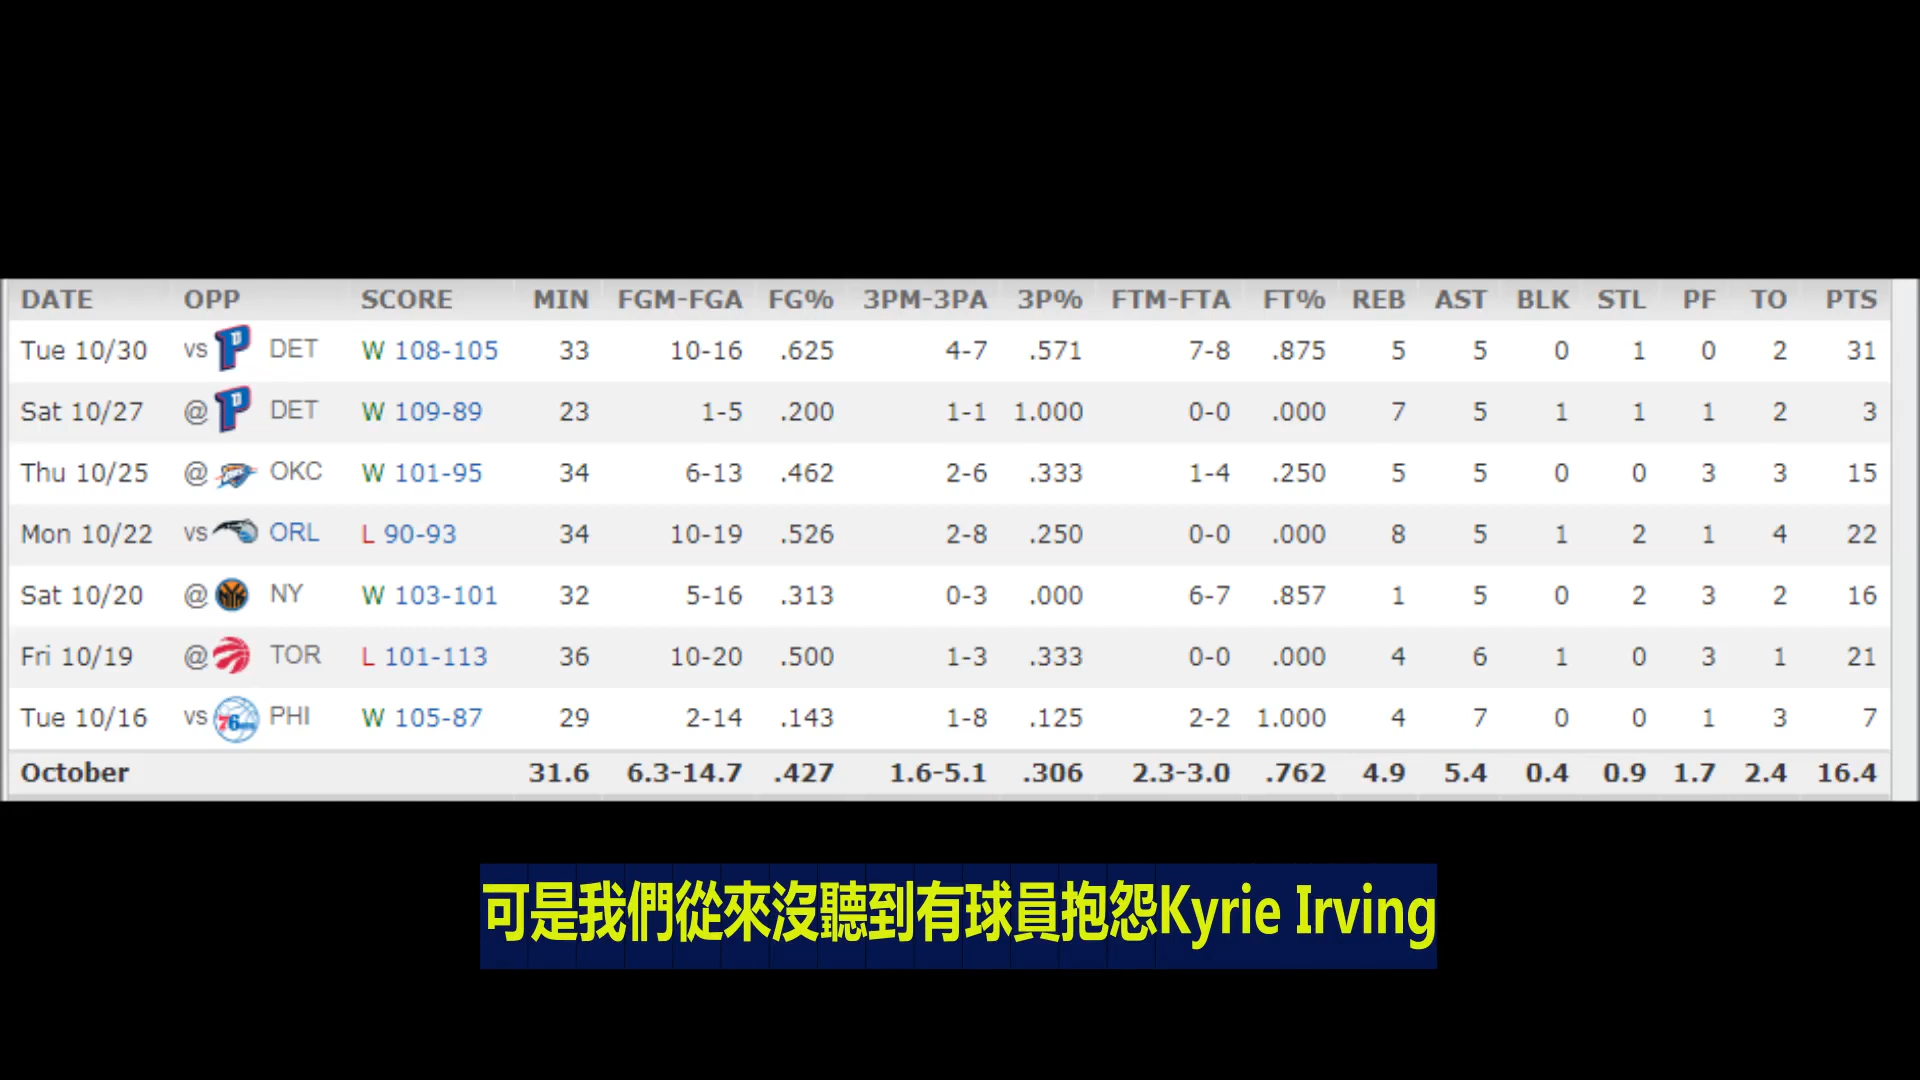 DATE OPP SCORE MIN FGM-FGA FG% 3PM-3PA 3P% FTM-FTA FT% REB AST BLK STL PF TO PTS
Tue 10/30 vs DET W 108-105 33 10-16 .625 4-7 .571 7-8 .875 5 5 0 1 0 2 31
Sat 10/27 @ DET W 109-89 23 1-5 .200 1-1 1.000 0-0 .000 7 5 1 1 1 2 3
Thu 10/25 @ OKC W 101-95 34 6-13 .462 2-6 .333 1-4 .250 5 5 0 0 3 3 15
Mon 10/22 vs ORL L 90-93 34 10-19 .526 2-8 .250 0-0 .000 8 5 1 2 1 4 22
Sat 10/20 @ NY W 103-101 32 5-16 .313 0-3 .000 6-7 .857 1 5 0 2 3 2 16
Fri 10/19 @ TOR L 101-113 36 10-20 .500 1-3 .333 0-0 .000 4 6 1 0 3 1 21
Tue 10/16 vs 76ers PHI W 105-87 29 2-14 .143 1-8 .125 2-2 1.000 4 7 0 0 1 3 7
October 31.6 6.3-14.7 .427 1.6-5.1 .306 2.3-3.0 .762 4.9 5.4 0.4 0.9 1.7 2.4 16.4
可是我們從來沒聽到有球員抱怨Kyrie Irving